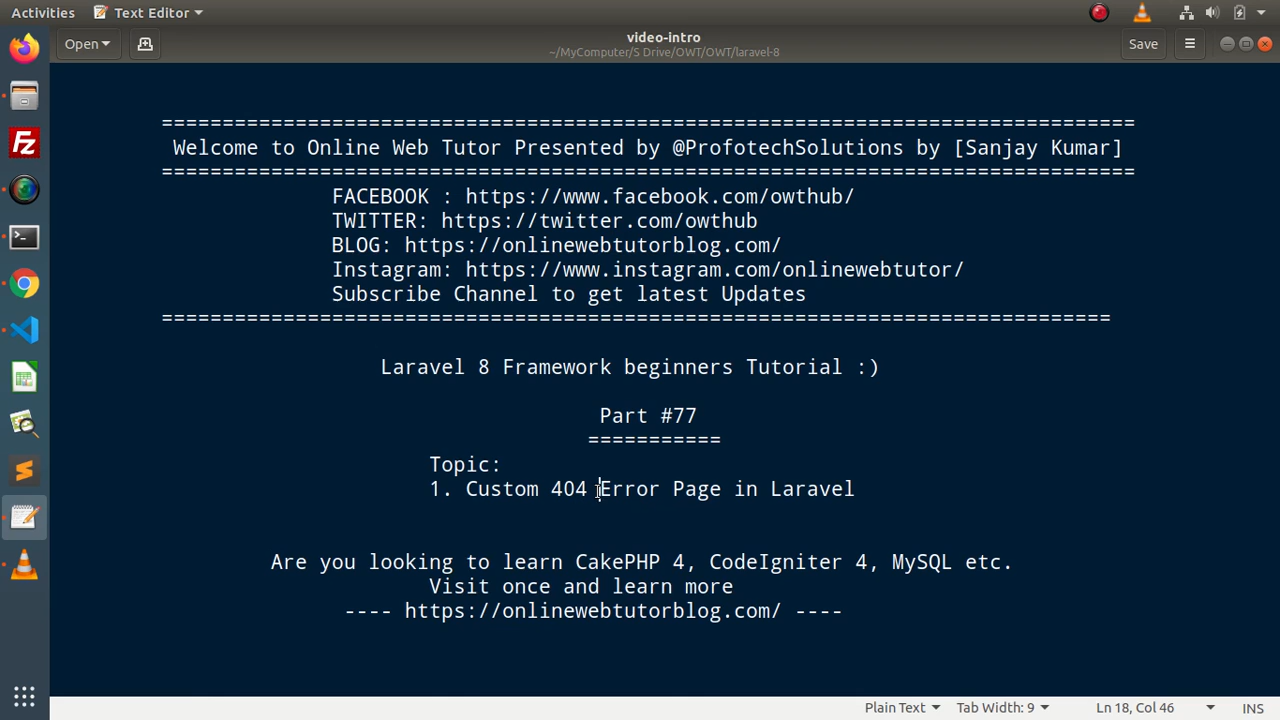 Activities Text Editor
Open
video-intro
~/MyComputer/S Drive/OWT/OWT/laravel-8
Save
================================================================================
Welcome to Online Web Tutor Presented by @ProfotechSolutions by [Sanjay Kumar]
================================================================================
FACEBOOK : https://www.facebook.com/owthub/
TWITTER: https://twitter.com/owthub
BLOG: https://onlinewebtutorblog.com/
Instagram: https://www.instagram.com/onlinewebtutor/
Subscribe Channel to get latest Updates
==============================================================================
Laravel 8 Framework beginners Tutorial :)
Part #77
===========
Topic:
1. Custom 404 Error Page in Laravel
Are you looking to learn CakePHP 4, CodeIgniter 4, MySQL etc.
Visit once and learn more
---- https://onlinewebtutorblog.com/ ----
Plain Text Tab Width: 9 Ln 18, Col 46 INS